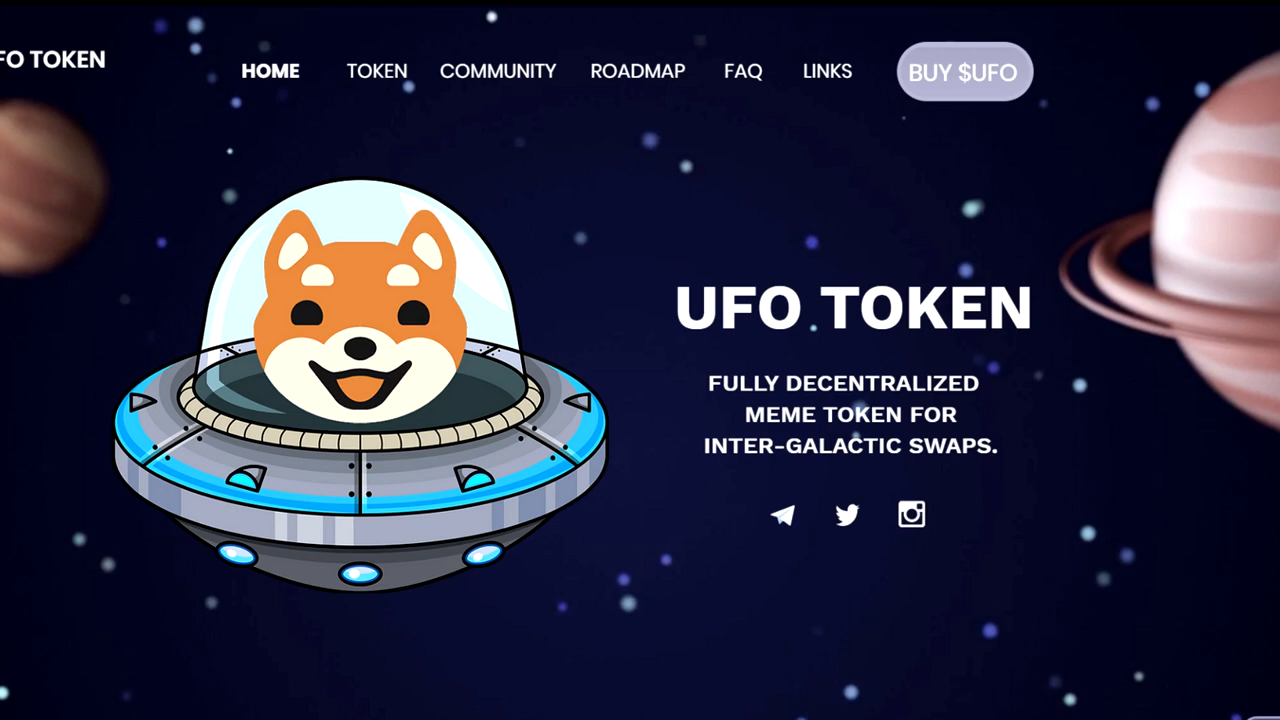 FO TOKEN
HOME TOKEN COMMUNITY ROADMAP FAQ LINKS BUY $UFO
UFO TOKEN
FULLY DECENTRALIZED
MEME TOKEN FOR
INTER-GALACTIC SWAPS.